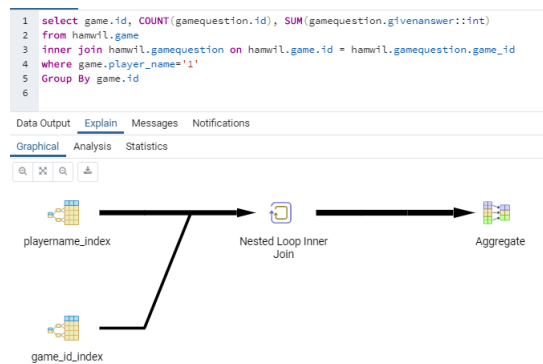 1 select game.id, COUNT(gamequestion.id), SUM(gamequestion.givenanswer::int)
2 from hamwil.game
3 inner join hamwil.gamequestion on hamwil.game.id = hamwil.gamequestion.game_id
4 where game.player_name='1'
5 Group By game.id
6
Data Output Explain Messages Notifications
Graphical Analysis Statistics
playername_index
Nested Loop Inner
Join
Aggregate
game_id_index